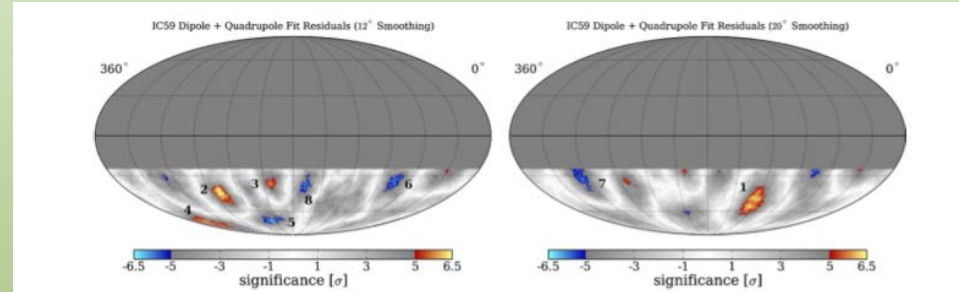 IC59 Dipole + Quadrupole Fit Residuals (12° Smoothing)
360°
0°
2
3
8
6
4
5
-6.5 -5 -3 -1 1 3 5 6.5
significance [σ]
IC59 Dipole + Quadrupole Fit Residuals (20° Smoothing)
360°
0°
7
1
-6.5 -5 -3 -1 1 3 5 6.5
significance [σ]